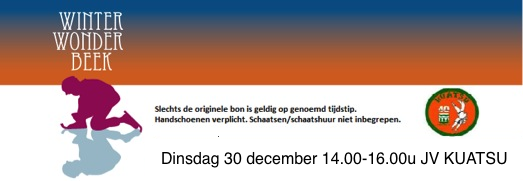 WINTER
WONDER
BEEK
Slechts de originele bon is geldig op genoemd tijdstip.
Handschoenen verplicht. Schaatsen/schaatshuur niet inbegrepen.
KUATSU
Dinsdag 30 december 14.00-16.00u JV KUATSU